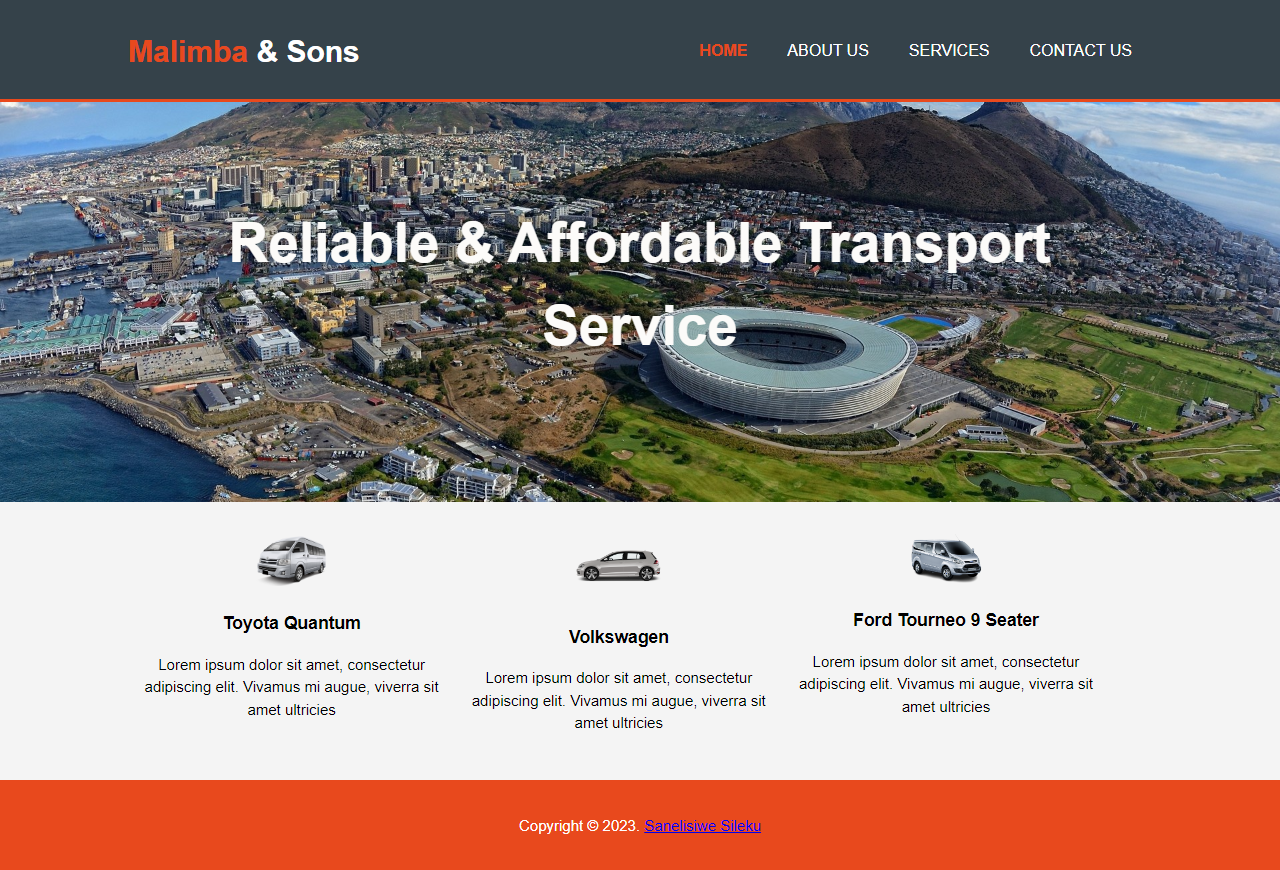 Malimba & Sons
HOME ABOUT US SERVICES CONTACT US
Reliable & Affordable Transport
Service
Toyota Quantum
Lorem ipsum dolor sit amet, consectetur
adipiscing elit. Vivamus mi augue, viverra sit
amet ultricies
Volkswagen
Lorem ipsum dolor sit amet, consectetur
adipiscing elit. Vivamus mi augue, viverra sit
amet ultricies
Ford Tourneo 9 Seater
Lorem ipsum dolor sit amet, consectetur
adipiscing elit. Vivamus mi augue, viverra sit
amet ultricies
Copyright © 2023. Sanelisiwe Sileku